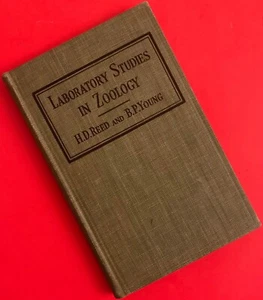 LABORATORY STUDIES
IN ZOOLOGY
H.D.REED AND B.P.YOUNG